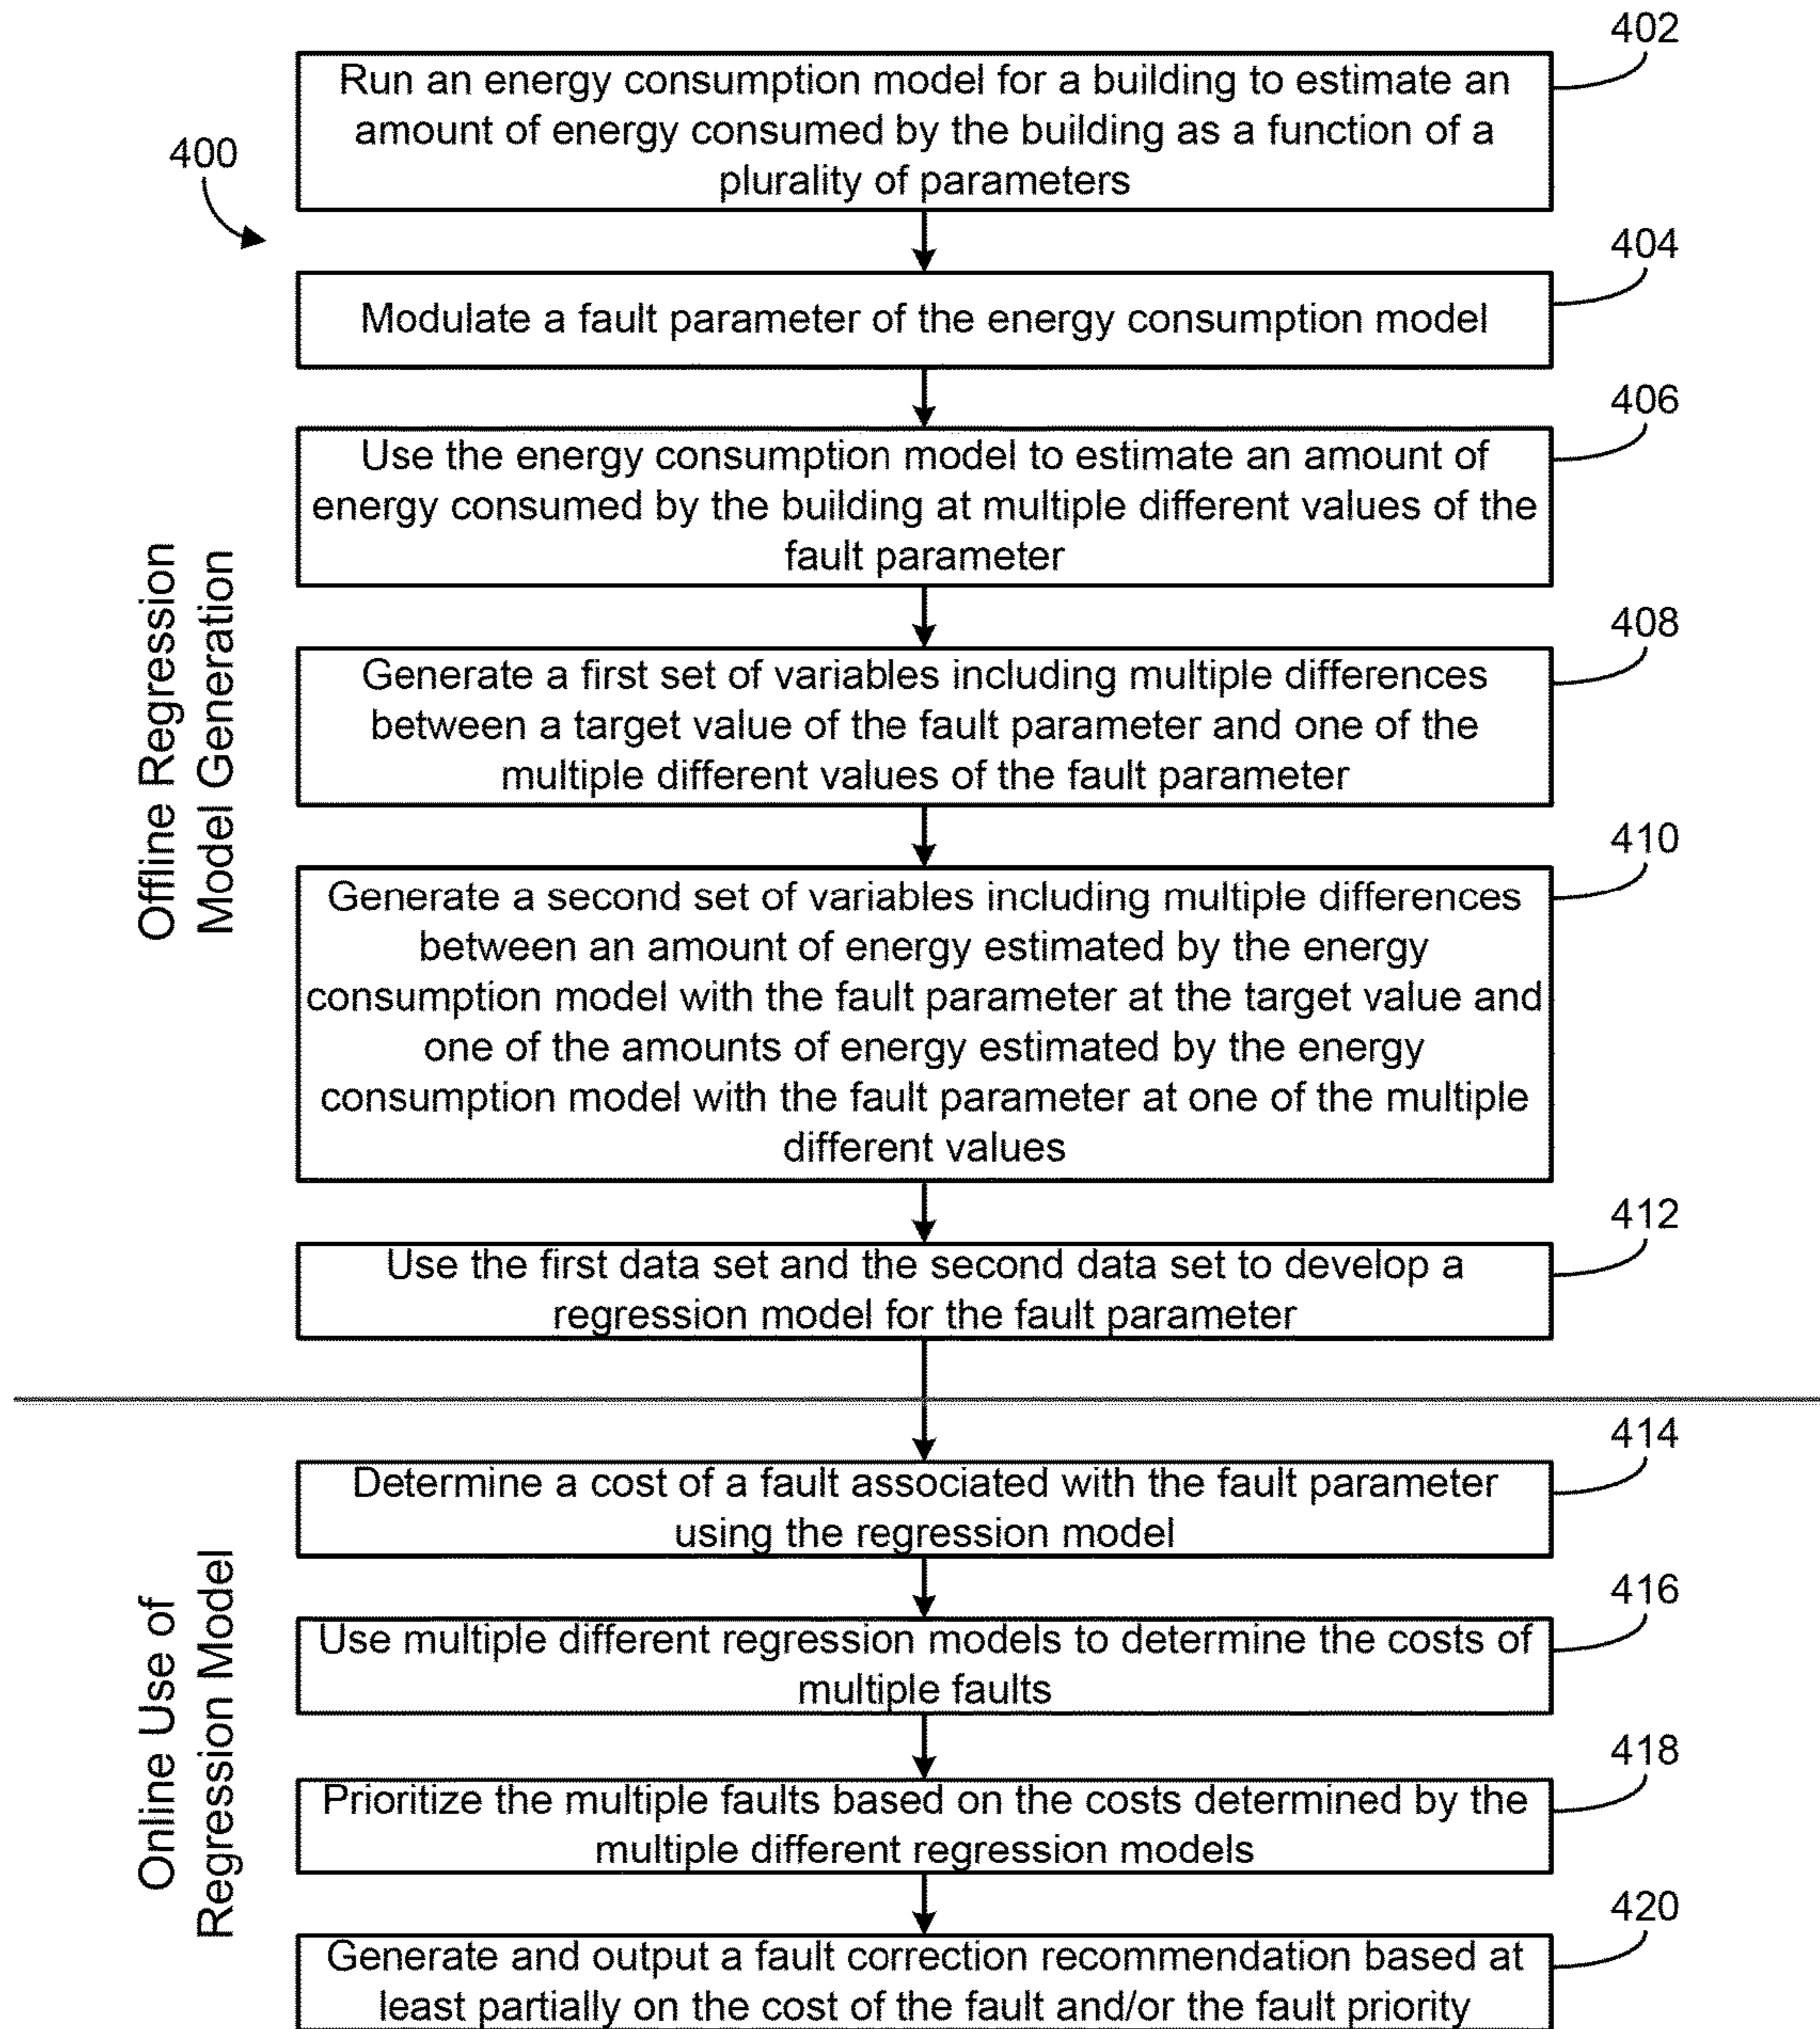 402
Run an energy consumption model for a building to estimate an
amount of energy consumed by the building as a function of a
plurality of parameters
400
404
Modulate a fault parameter of the energy consumption model
406
Use the energy consumption model to estimate an amount of
energy consumed by the building at multiple different values of the
fault parameter
Offline Regression
Model Generation
408
Generate a first set of variables including multiple differences
between a target value of the fault parameter and one of the
multiple different values of the fault parameter
410
Generate a second set of variables including multiple differences
between an amount of energy estimated by the energy
consumption model with the fault parameter at the target value and
one of the amounts of energy estimated by the energy
consumption model with the fault parameter at one of the multiple
different values
412
Use the first data set and the second data set to develop a
regression model for the fault parameter
414
Determine a cost of a fault associated with the fault parameter
using the regression model
Online Use of
Regression Model
416
Use multiple different regression models to determine the costs of
multiple faults
418
Prioritize the multiple faults based on the costs determined by the
multiple different regression models
420
Generate and output a fault correction recommendation based at
least partially on the cost of the fault and/or the fault priority